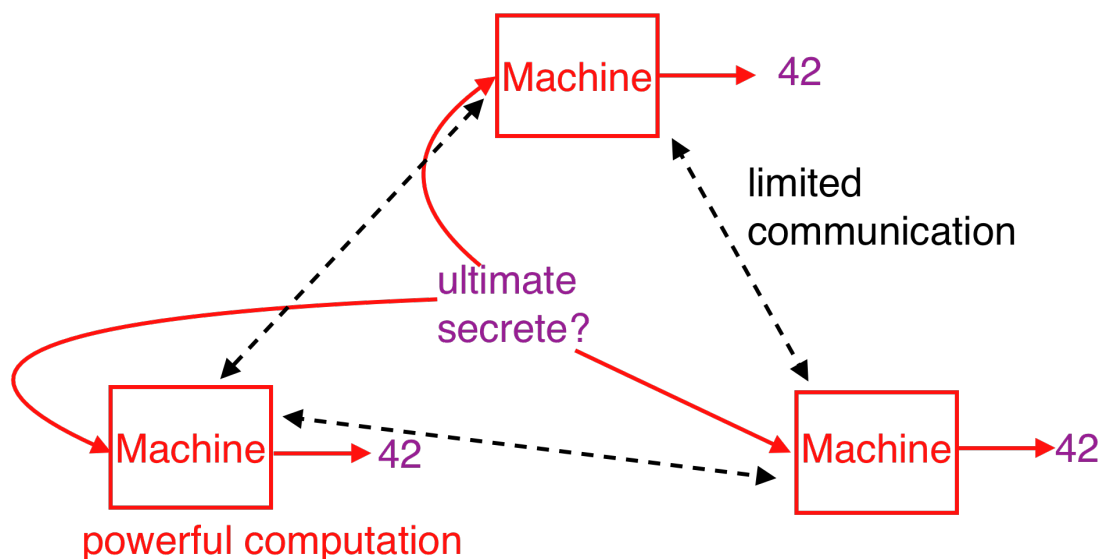 Machine
42
limited
communication
ultimate
secrete?
Machine
42
Machine
42
powerful computation